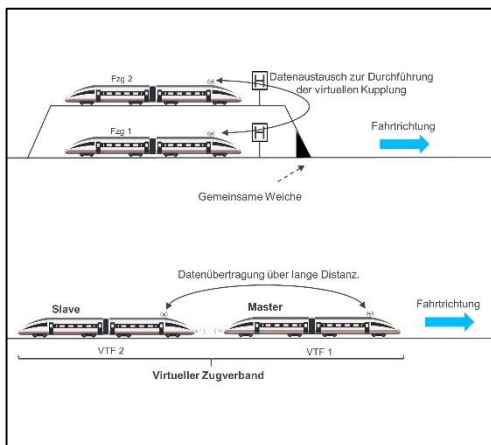 Fzg 2
Datenaustausch zur Durchführung
der virtuellen Kupplung
H
Fzg 1
H
Fahrtrichtung
Gemeinsame Weiche
Datenübertragung über lange Distanz.
Slave
Master
Fahrtrichtung
VTF 2
VTF 1
Virtueller Zugverband